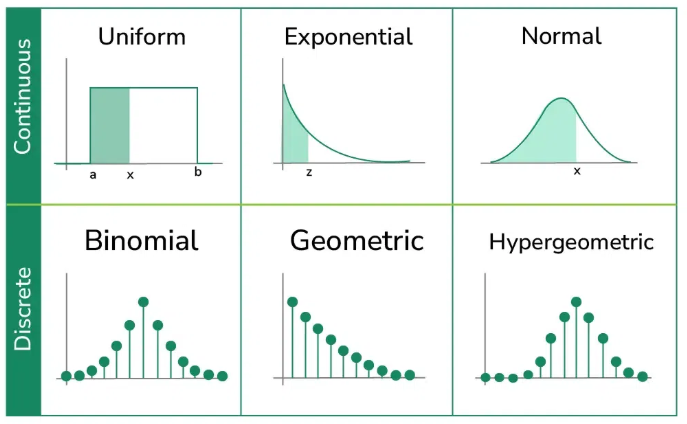 Continuous
Uniform
a
x
b
Exponential
z
Normal
x
Discrete
Binomial
Geometric
Hypergeometric